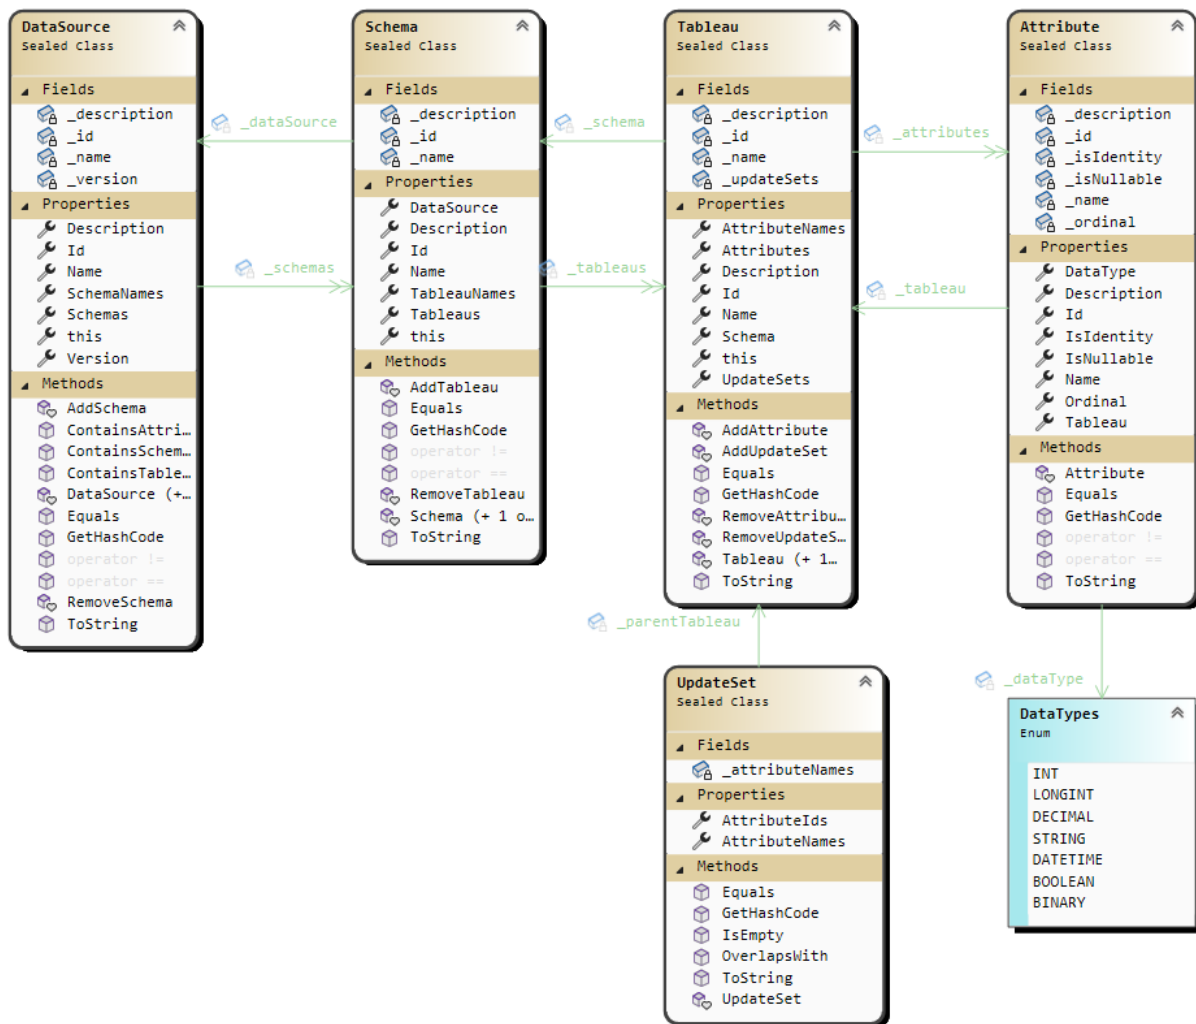 DataSource
Sealed Class
Fields
_description
_id
_name
_version
Properties
Description
Id
Name
SchemaNames
Schemas
this
Version
Methods
AddSchema
ContainsAttri...
ContainsSchem...
ContainsTable...
DataSource (+...
Equals
GetHashCode
operator !=
operator ==
RemoveSchema
ToString
_dataSource
_schemas
Schema
Sealed Class
Fields
_description
_id
_name
Properties
DataSource
Description
Id
Name
TableauNames
Tableaus
this
Methods
AddTableau
Equals
GetHashCode
operator !=
operator ==
RemoveTableau
Schema (+ 1 o...
ToString
_schema
_tableaus
Tableau
Sealed Class
Fields
_description
_id
_name
_updateSets
Properties
AttributeNames
Attributes
Description
Id
Name
Schema
this
UpdateSets
Methods
AddAttribute
AddUpdateSet
Equals
GetHashCode
RemoveAttribu...
RemoveUpdateS...
Tableau (+ 1...
ToString
_attributes
_tableau
Attribute
Sealed Class
Fields
_description
_id
_isIdentity
_isNullable
_name
_ordinal
Properties
DataType
Description
Id
IsIdentity
IsNullable
Name
Ordinal
Tableau
Methods
Attribute
Equals
GetHashCode
operator !=
operator ==
ToString
_parentTableau
UpdateSet
Sealed Class
Fields
_attributeNames
Properties
AttributeIds
AttributeNames
Methods
Equals
GetHashCode
IsEmpty
OverlapsWith
ToString
UpdateSet
_dataType
DataTypes
Enum
INT
LONGINT
DECIMAL
STRING
DATETIME
BOOLEAN
BINARY